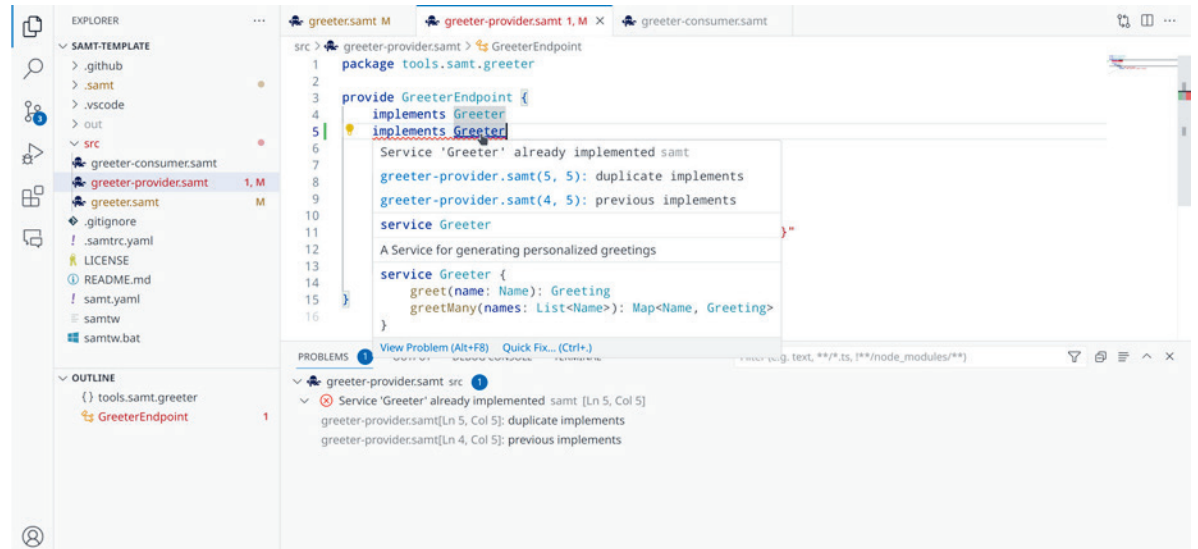 EXPLORER
SAMT-TEMPLATE
.github
.samt
.vscode
out
src
greeter-consumer.samt
greeter-provider.samt 1, M
greeter.samt M
.gitignore
.samtrc.yaml
LICENSE
README.md
samt.yaml
samtw
samtw.bat
OUTLINE
{} tools.samt.greeter
GreeterEndpoint 1
3
greeter.samt M greeter-provider.samt 1, M greeter-consumer.samt
src > greeter-provider.samt > GreeterEndpoint
1 package tools.samt.greeter
2
3 provide GreeterEndpoint {
4 implements Greeter
5 implements Greeter
6
7
8
9
10
11 }"
12
13
14
15 }
16
Service 'Greeter' already implemented samt
greeter-provider.samt(5, 5): duplicate implements
greeter-provider.samt(4, 5): previous implements
service Greeter
A Service for generating personalized greetings
service Greeter {
greet(name: Name): Greeting
greetMany(names: List<Name>): Map<Name, Greeting>
}
View Problem (Alt+F8) Quick Fix... (Ctrl+.)
PROBLEMS 1
text, **/*.ts, !**/node_modules/**)
greeter-provider.samt src 1
Service 'Greeter' already implemented samt [Ln 5, Col 5]
greeter-provider.samt[Ln 5, Col 5]: duplicate implements
greeter-provider.samt[Ln 4, Col 5]: previous implements